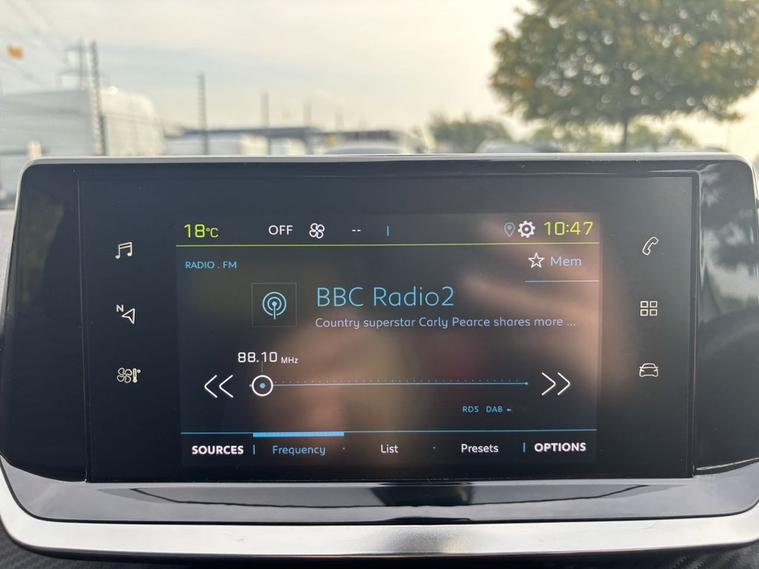 18°C OFF -- 10:47
RADIO . FM
Mem
BBC Radio2
Country superstar Carly Pearce shares more ...
88.10 MHz
RDS DAB
SOURCES Frequency List Presets OPTIONS
N